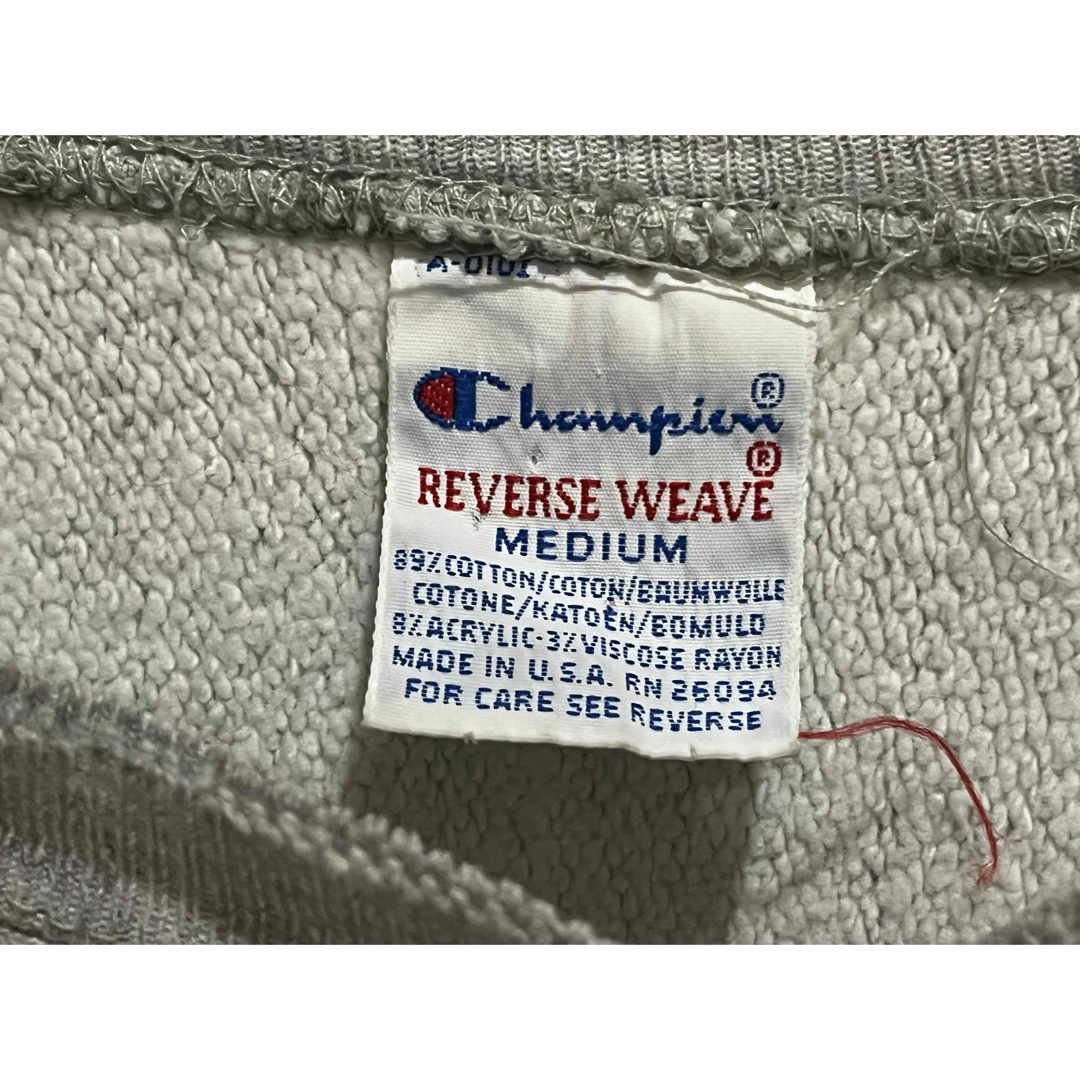 A-0101
Champion®
®
REVERSE WEAVE
MEDIUM
89%COTTON/COTON/BAUMWOLLE
COTONE/KATOEN/BOMULD
8%ACRYLIC-3%VISCOSE RAYON
MADE IN U.S.A. RN 26094
FOR CARE SEE REVERSE